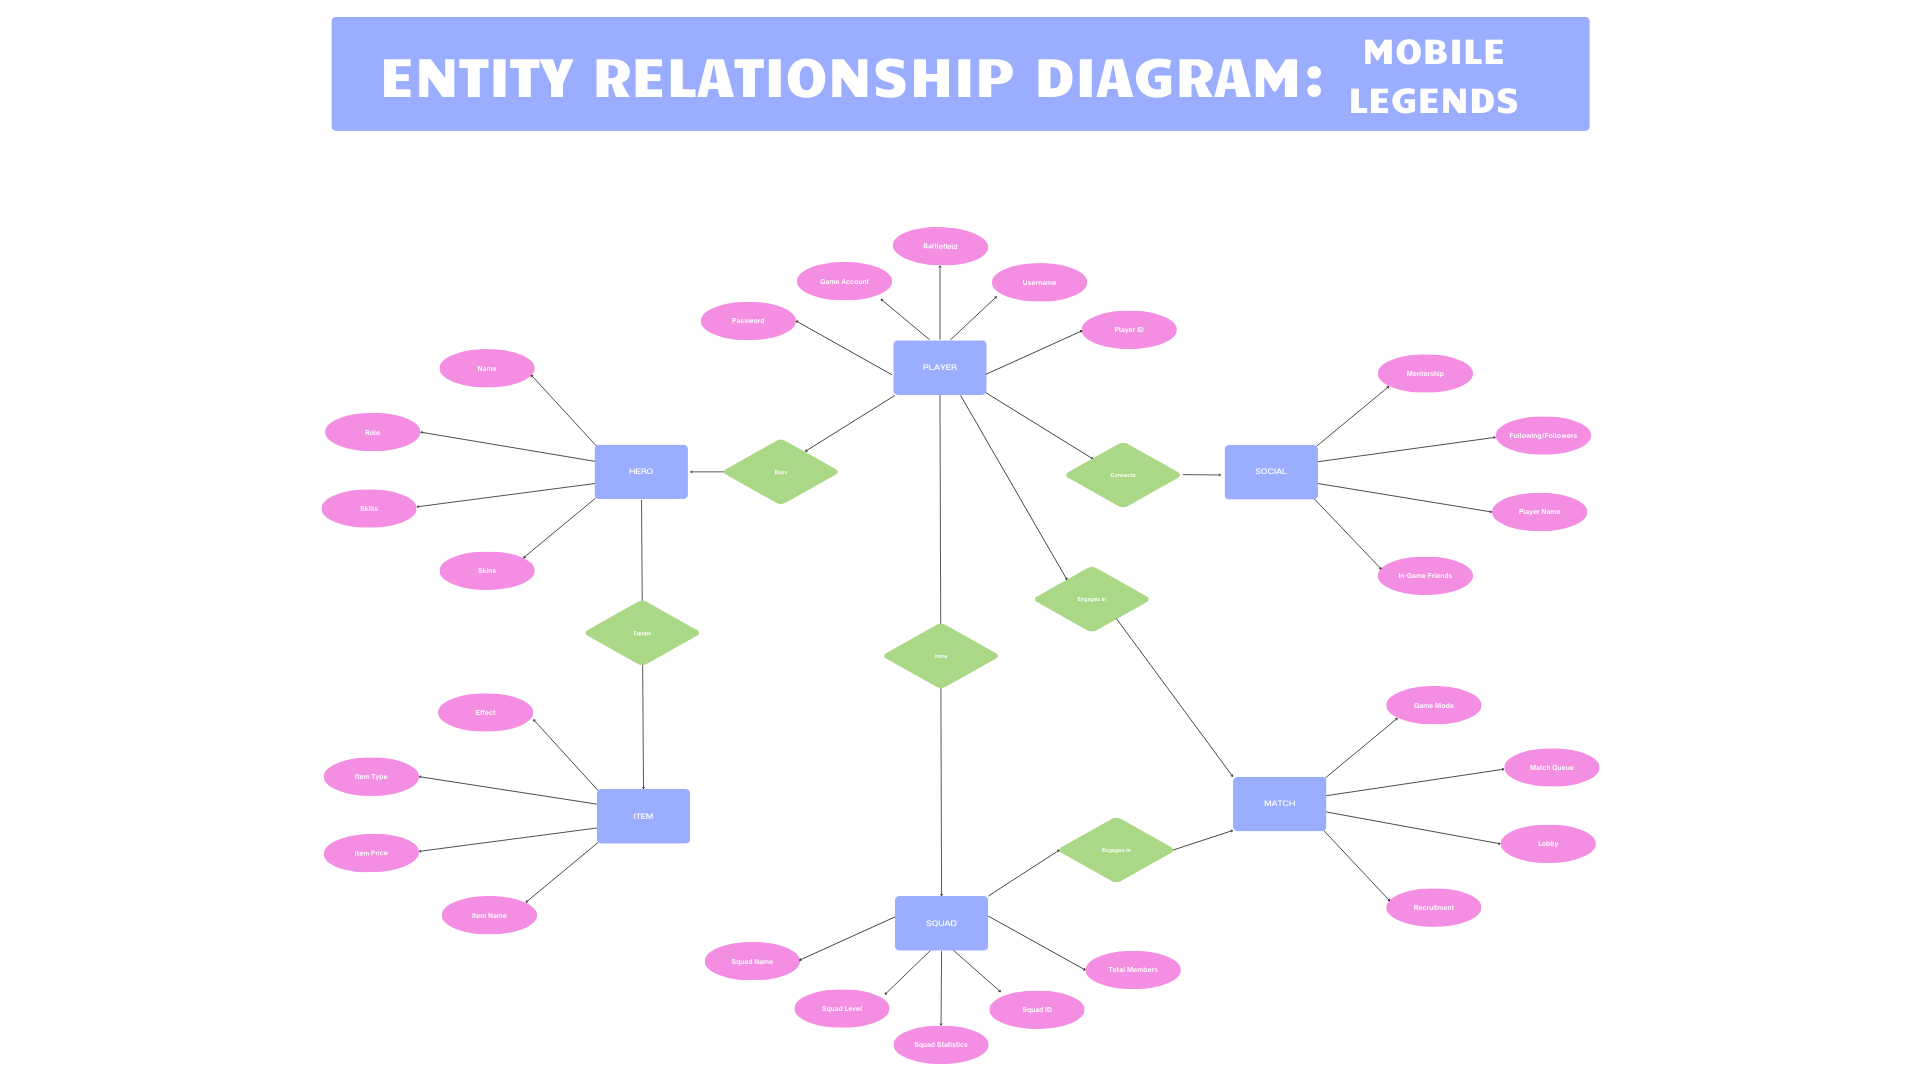 ENTITY RELATIONSHIP DIAGRAM:
MOBILE
LEGENDS
Battlefield
Game Account
Username
Password
Player ID
PLAYER
Name
Role
HERO
Skills
Skins
Buys
Connects
SOCIAL
Mentorship
Following/Followers
Player Name
In-Game Friends
Equips
Joins
Engages in
Effect
Item Type
ITEM
Item Price
Item Name
Game Mode
Match Queue
MATCH
Lobby
Recruitment
Engages in
SQUAD
Squad Name
Squad Level
Squad Statistics
Squad ID
Total Members